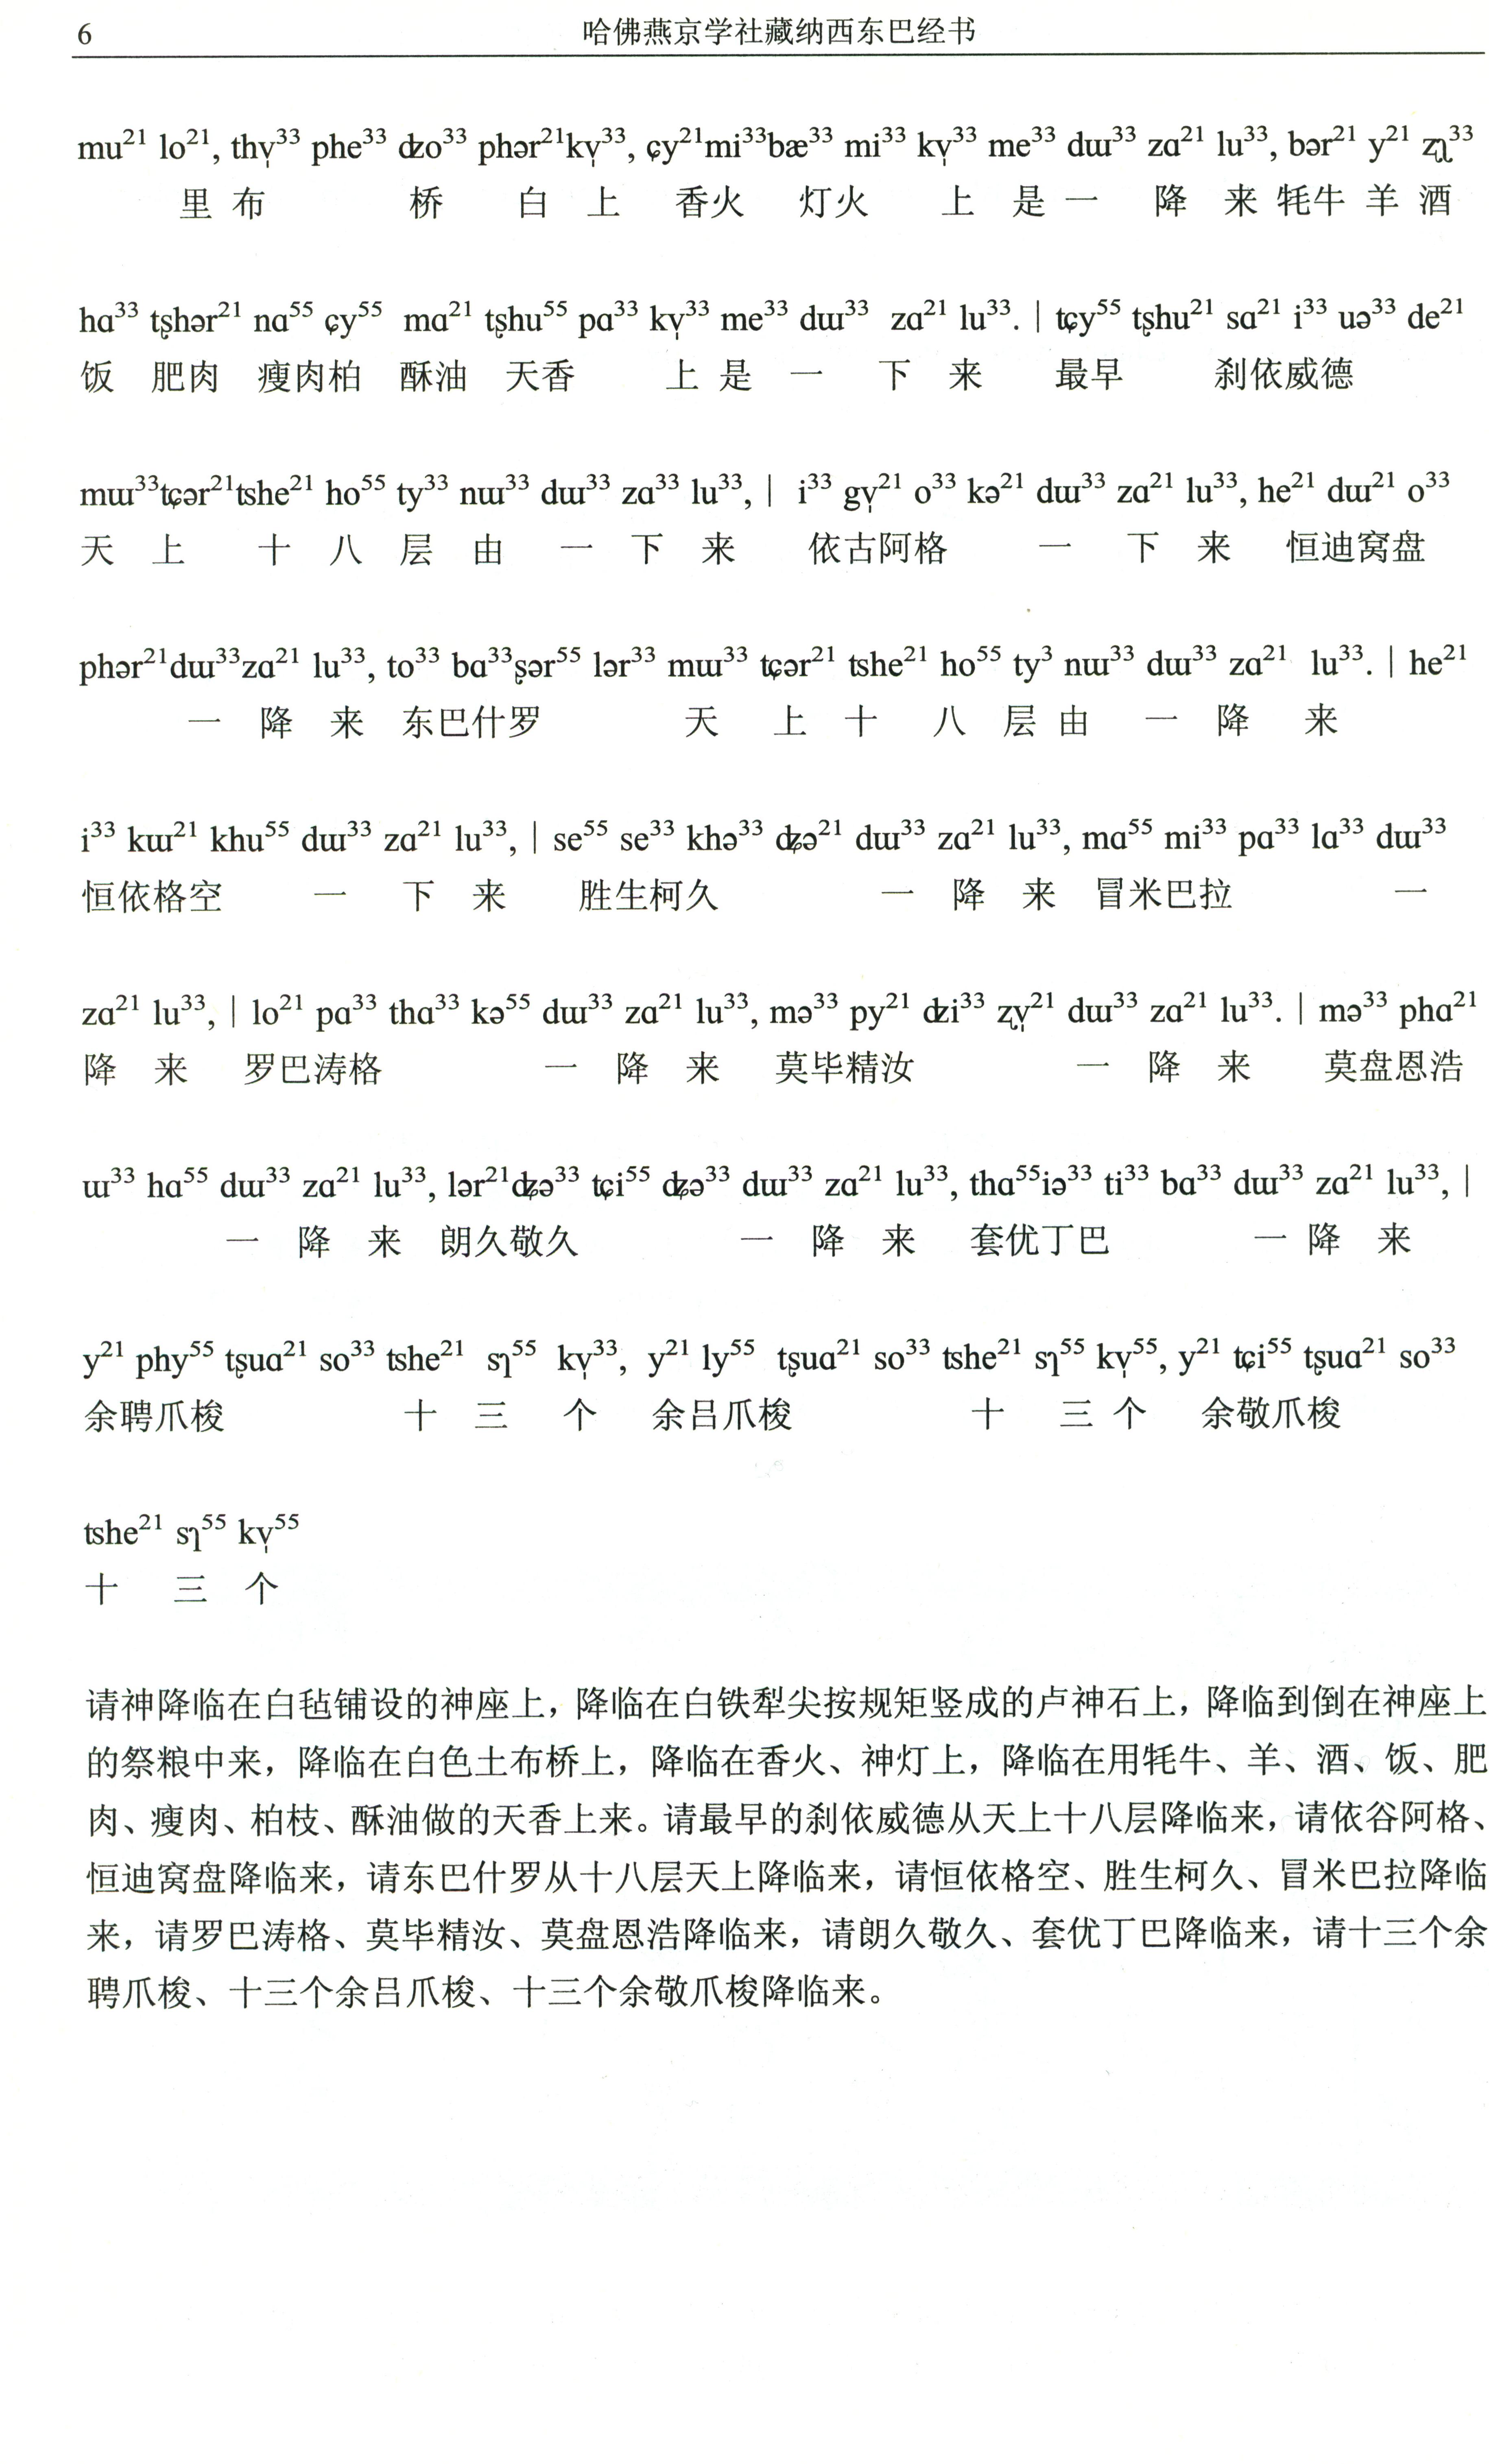 6 哈佛燕京学社藏纳西东巴经书
mu²¹ lo²¹, thv̩³³ phe³³ ʣo³³ phər²¹kv̩³³, ɕy²¹mi³³bæ³³ mi³³ kv̩³³ me³³ dɯ³³ zɑ²¹ lu³³, bər²¹ y²¹ ʐʅ³³
里 布 桥 白 上 香火 灯火 上 是 一 降 来 牦牛 羊 酒
hɑ³³ tʂhər²¹ nɑ⁵⁵ ɕy⁵⁵ mɑ²¹ tʂhu⁵⁵ pɑ³³ kv̩³³ me³³ dɯ³³ zɑ²¹ lu³³. | tɕy⁵⁵ tʂhu²¹ sɑ²¹ i³³ uə³³ de²¹
饭 肥肉 瘦肉柏 酥油 天香 上 是 一 下 来 最早 刹依威德
mɯ³³tɕər²¹tshe²¹ ho⁵⁵ ty³³ nɯ³³ dɯ³³ zɑ³³ lu³³, | i³³ gv̩²¹ o³³ kə²¹ dɯ³³ zɑ²¹ lu³³, he²¹ dɯ²¹ o³³
天 上 十 八 层 由 一 下 来 依古阿格 一 下 来 恒迪窝盘
phər²¹dɯ³³zɑ²¹ lu³³, to³³ bɑ³³ʂər⁵⁵ lər³³ mɯ³³ tɕər²¹ tshe²¹ ho⁵⁵ ty³ nɯ³³ dɯ³³ zɑ²¹ lu³³. | he²¹
一 降 来 东巴什罗 天 上 十 八 层 由 一 降 来
i³³ kɯ²¹ khu⁵⁵ dɯ³³ zɑ²¹ lu³³, | se⁵⁵ se³³ khə³³ ʥə²¹ dɯ³³ zɑ²¹ lu³³, mɑ⁵⁵ mi³³ pɑ³³ lɑ³³ dɯ³³
恒依格空 一 下 来 胜生柯久 一 降 来 冒米巴拉 一
zɑ²¹ lu³³, | lo²¹ pɑ³³ thɑ³³ kə⁵⁵ dɯ³³ zɑ²¹ lu³³, mə³³ py²¹ ʣi³³ ʐv̩²¹ dɯ³³ zɑ²¹ lu³³. | mə³³ phɑ²¹
降 来 罗巴涛格 一 降 来 莫毕精汝 一 降 来 莫盘恩浩
ɯ³³ hɑ⁵⁵ dɯ³³ zɑ²¹ lu³³, lər²¹ʥə³³ tɕi⁵⁵ ʥə³³ dɯ³³ zɑ²¹ lu³³, thɑ⁵⁵iə³³ ti³³ bɑ³³ dɯ³³ zɑ²¹ lu³³, |
一 降 来 朗久敬久 一 降 来 套优丁巴 一 降 来
y²¹ phy⁵⁵ tʂuɑ²¹ so³³ tshe²¹ sʅ⁵⁵ kv̩³³, y²¹ ly⁵⁵ tʂuɑ²¹ so³³ tshe²¹ sʅ⁵⁵ kv̩⁵⁵, y²¹ tɕi⁵⁵ tʂuɑ²¹ so³³
余聘爪梭 十 三 个 余吕爪梭 十 三 个 余敬爪梭
tshe²¹ sʅ⁵⁵ kv̩⁵⁵
十 三 个
请神降临在白毡铺设的神座上，降临在白铁犁尖按规矩竖成的卢神石上，降临到倒在神座上
的祭粮中来，降临在白色土布桥上，降临在香火、神灯上，降临在用牦牛、羊、酒、饭、肥
肉、瘦肉、柏枝、酥油做的天香上来。请最早的刹依威德从天上十八层降临来，请依谷阿格、
恒迪窝盘降临来，请东巴什罗从十八层天上降临来，请恒依格空、胜生柯久、冒米巴拉降临
来，请罗巴涛格、莫毕精汝、莫盘恩浩降临来，请朗久敬久、套优丁巴降临来，请十三个余
聘爪梭、十三个余吕爪梭、十三个余敬爪梭降临来。